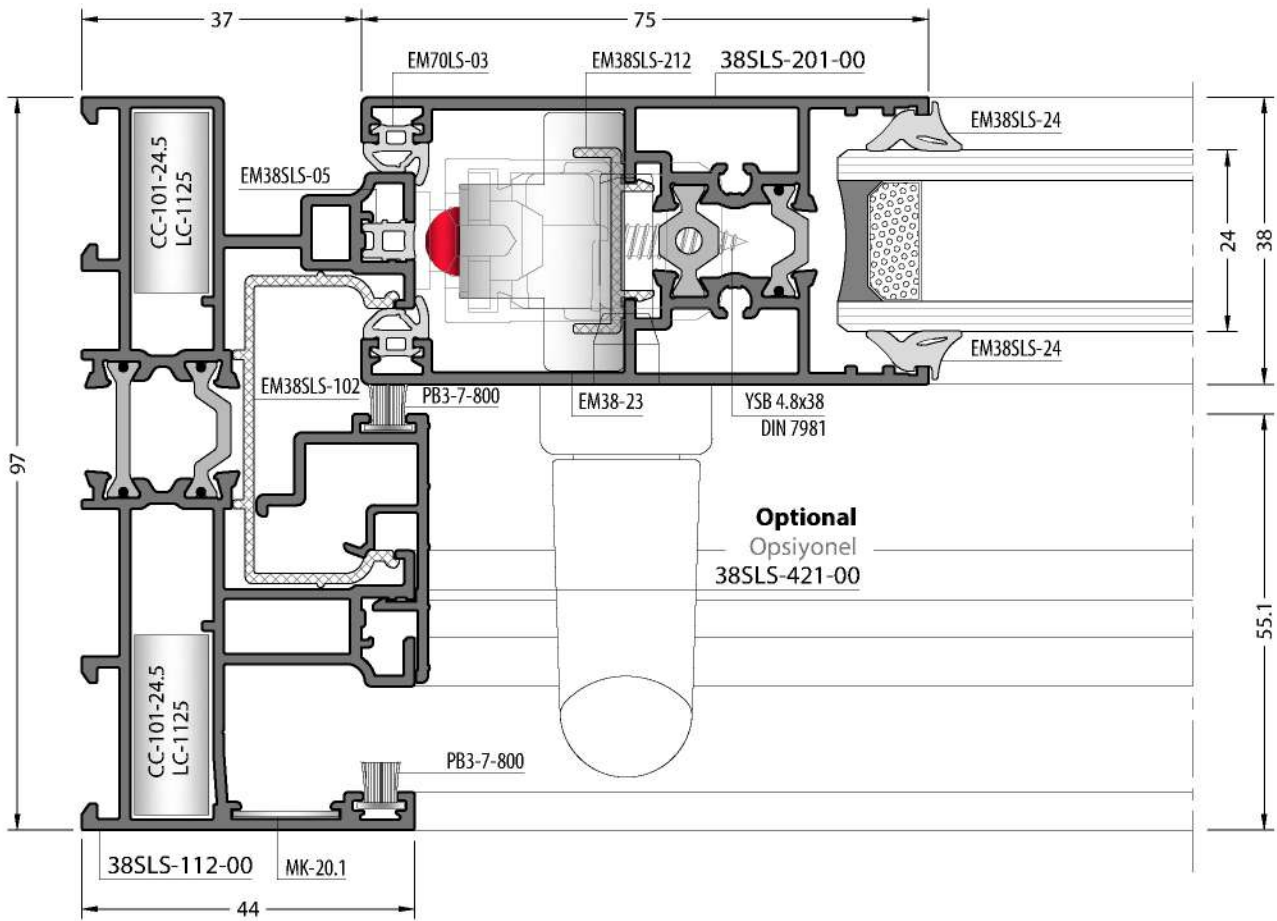 37
75
EM70LS-03
EM38SLS-212
38SLS-201-00
CC-101-24.5
LC-1125
EM38SLS-24
EM38SLS-05
24
38
EM38SLS-24
EM38SLS-102
PB3-7-800
EM38-23
YSB 4.8x38
DIN 7981
97
Optional
Opsiyonel
38SLS-421-00
55.1
CC-101-24.5
LC-1125
PB3-7-800
38SLS-112-00
MK-20.1
44